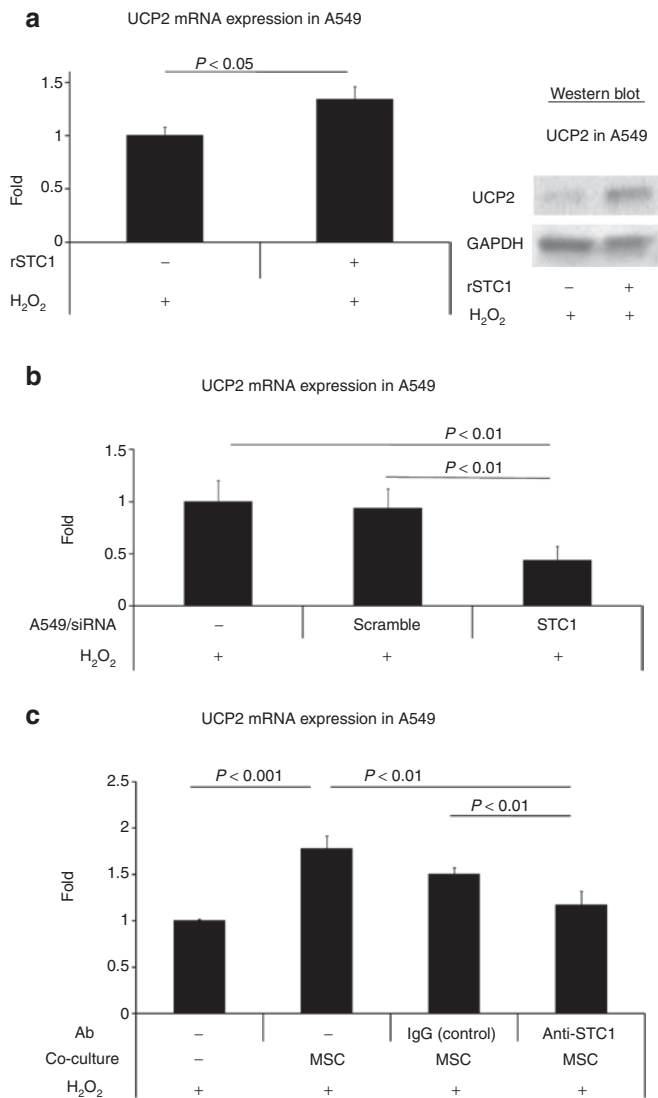 a
UCP2 mRNA expression in A549
P < 0.05
1.5
1
0.5
0
Fold
rSTC1 – +
H₂O₂ + +
Western blot
UCP2 in A549
UCP2
GAPDH
rSTC1 – +
H₂O₂ + +
b
UCP2 mRNA expression in A549
P < 0.01
P < 0.01
1.5
1
0.5
0
Fold
A549/siRNA – Scramble STC1
H₂O₂ + + +
c
UCP2 mRNA expression in A549
P < 0.001 P < 0.01
P < 0.01
2.5
2
1.5
1
0.5
0
Fold
Ab – – IgG (control) Anti-STC1
Co-culture – MSC MSC MSC
H₂O₂ + + + +